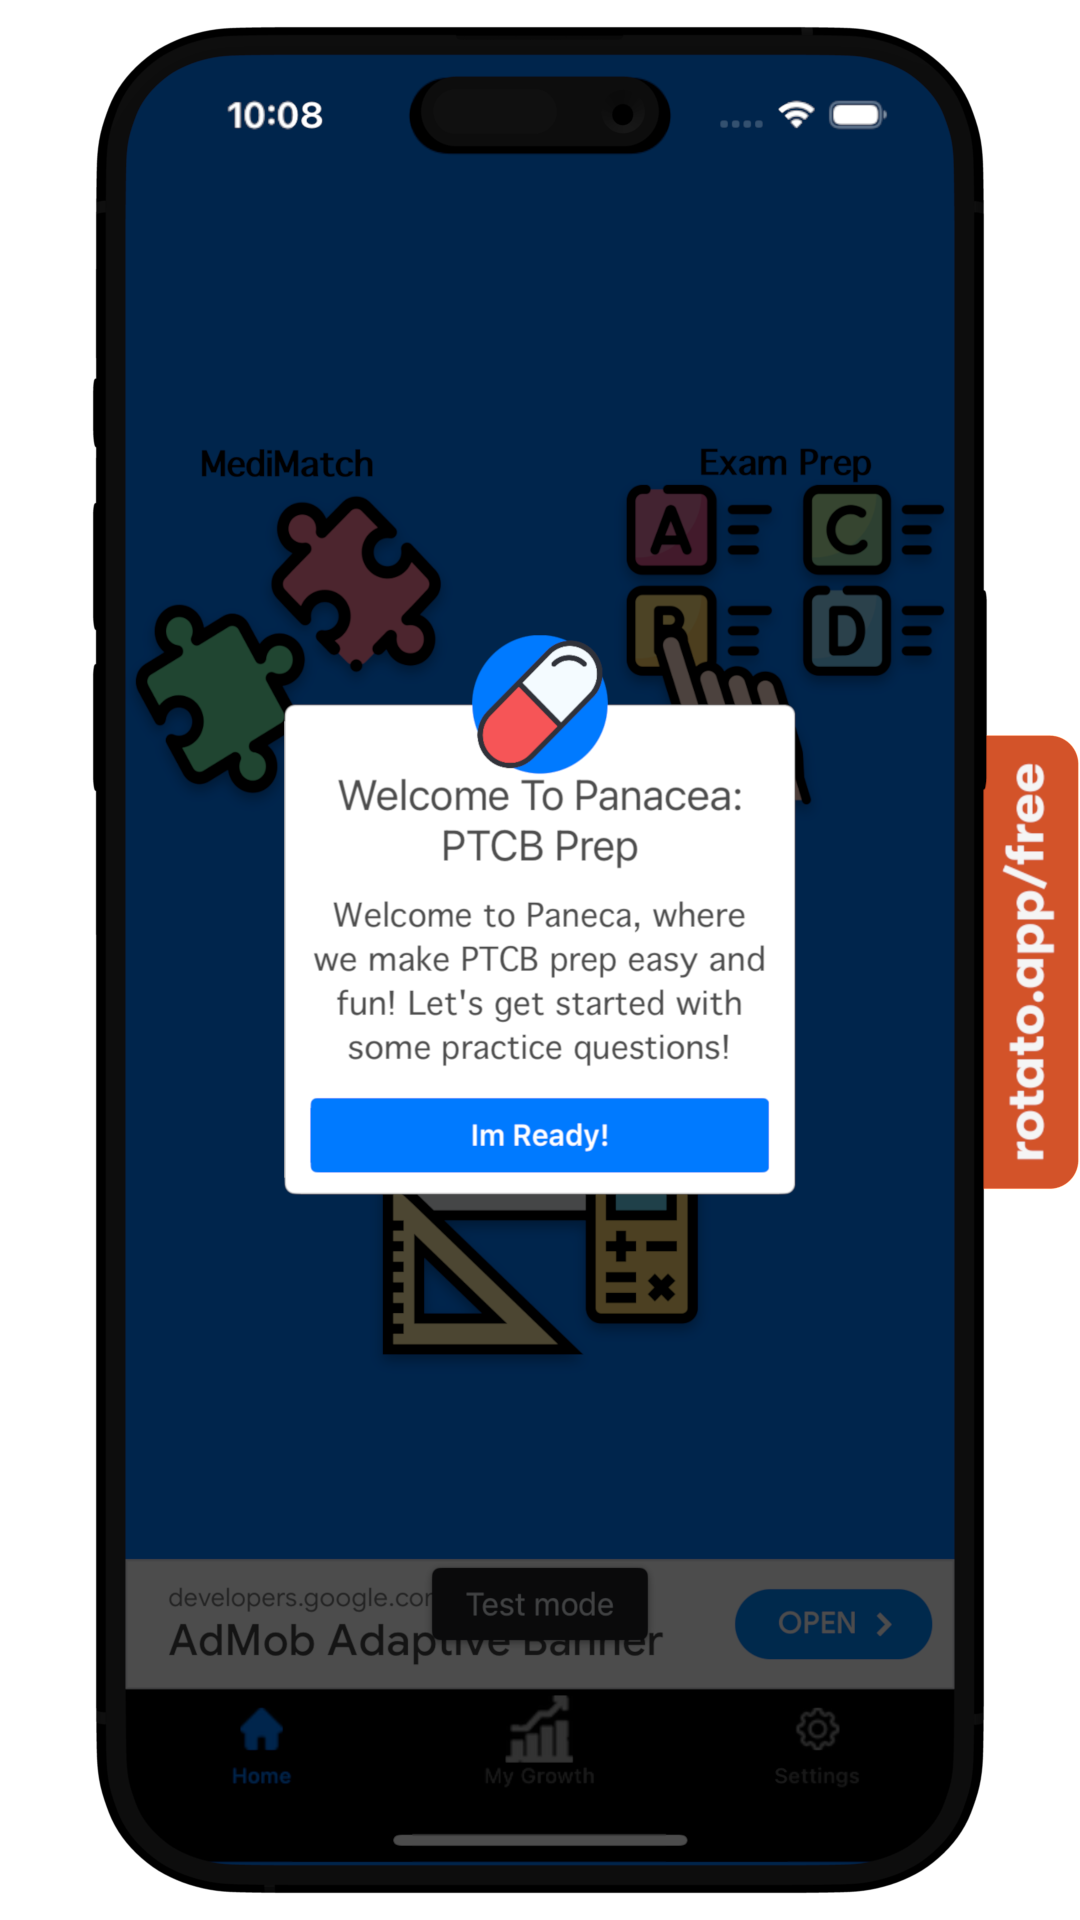 10:08
MediMatch
Exam Prep
A
C
B
D
Welcome To Panacea:
PTCB Prep
Welcome to Paneca, where
we make PTCB prep easy and
fun! Let's get started with
some practice questions!
Im Ready!
rotato.app/free
developers.google.com
Test mode
AdMob Adaptive Banner
OPEN
Home
My Growth
Settings